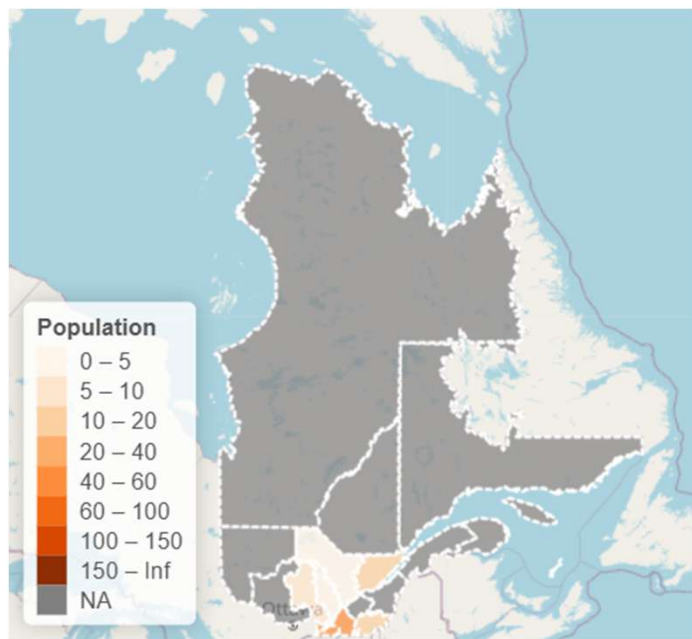 Population
0 – 5
5 – 10
10 – 20
20 – 40
40 – 60
60 – 100
100 – 150
150 – Inf
NA
Ottawa